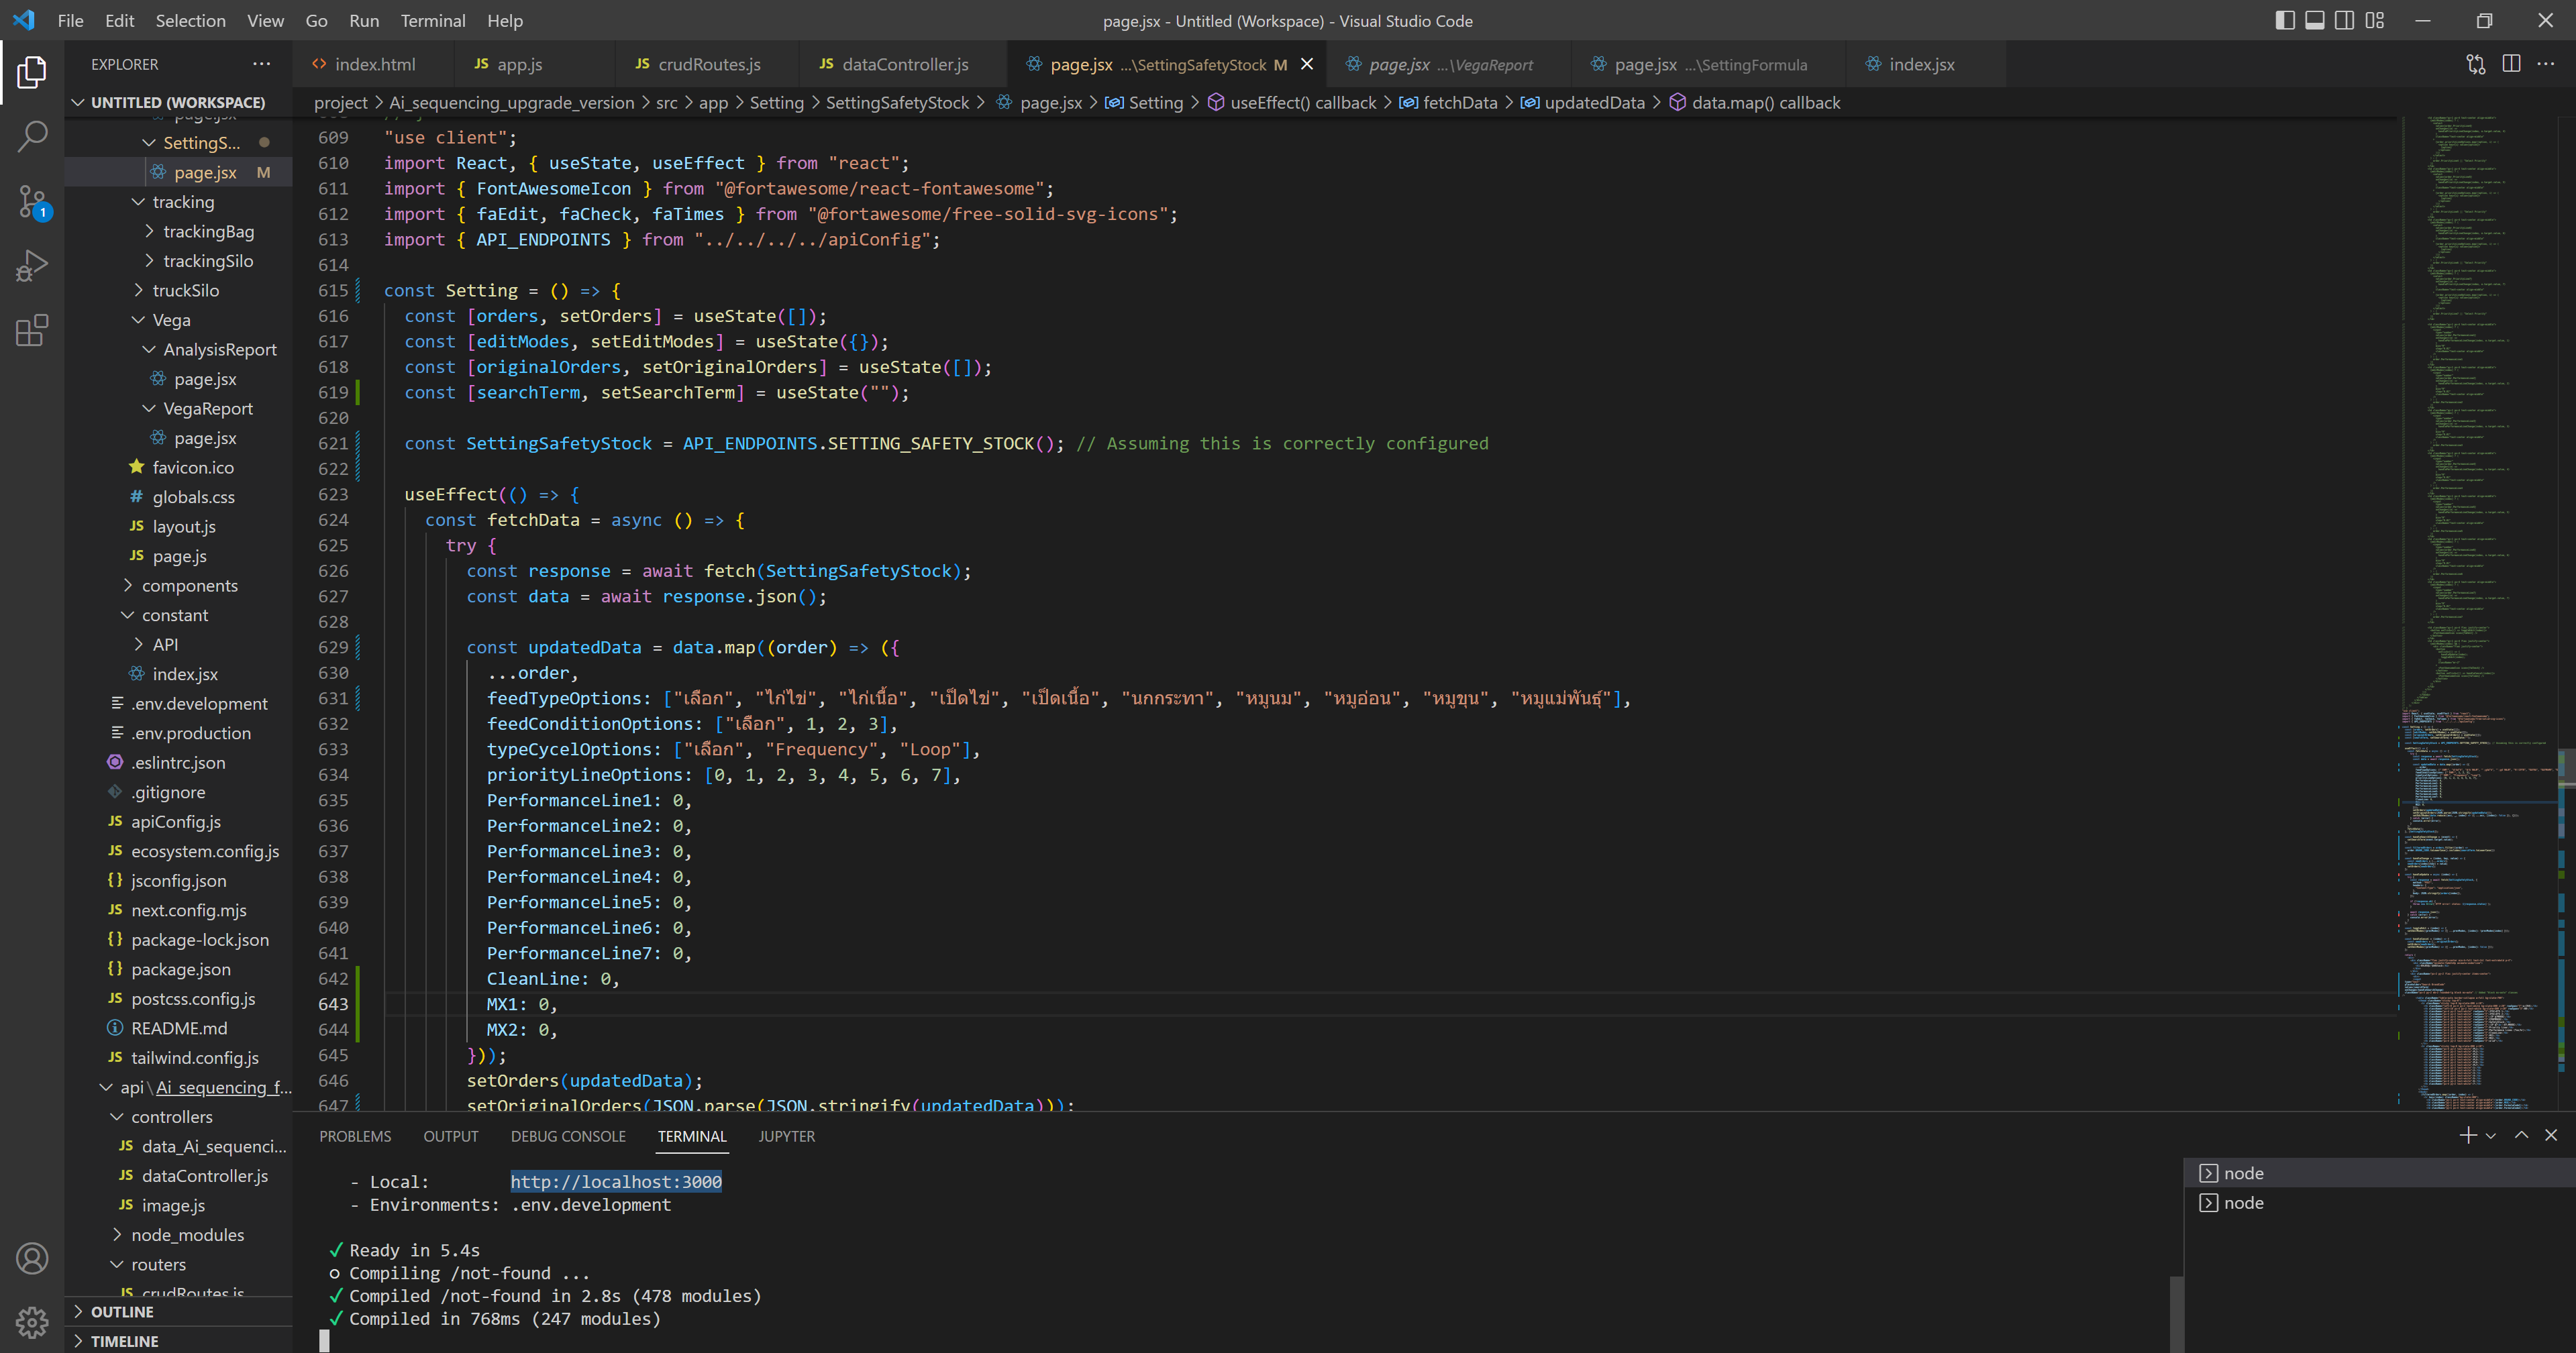 File Edit Selection View Go Run Terminal Help
page.jsx - Untitled (Workspace) - Visual Studio Code
EXPLORER ···
index.html
JS app.js
JS crudRoutes.js
JS dataController.js
page.jsx ...\SettingSafetyStock M
page.jsx ...\VegaReport
page.jsx ...\SettingFormula
index.jsx
project > Ai_sequencing_upgrade_version > src > app > Setting > SettingSafetyStock > page.jsx > Setting > useEffect() callback > fetchData > updatedData > data.map() callback
UNTITLED (WORKSPACE)
SettingS...
page.jsx M
tracking
trackingBag
trackingSilo
truckSilo
Vega
AnalysisReport
page.jsx
VegaReport
page.jsx
favicon.ico
# globals.css
JS layout.js
JS page.js
components
constant
API
index.jsx
.env.development
.env.production
.eslintrc.json
.gitignore
JS apiConfig.js
JS ecosystem.config.js
{} jsconfig.json
JS next.config.mjs
{} package-lock.json
{} package.json
JS postcss.config.js
README.md
JS tailwind.config.js
api\Ai_sequencing_f...
controllers
JS data_Ai_sequenci...
JS dataController.js
JS image.js
node_modules
routers
JS crudRoutes.js
OUTLINE
TIMELINE
1
609 "use client";
610 import React, { useState, useEffect } from "react";
611 import { FontAwesomeIcon } from "@fortawesome/react-fontawesome";
612 import { faEdit, faCheck, faTimes } from "@fortawesome/free-solid-svg-icons";
613 import { API_ENDPOINTS } from "../../../../apiConfig";
614
615 const Setting = () => {
616 const [orders, setOrders] = useState([]);
617 const [editModes, setEditModes] = useState({});
618 const [originalOrders, setOriginalOrders] = useState([]);
619 const [searchTerm, setSearchTerm] = useState("");
620
621 const SettingSafetyStock = API_ENDPOINTS.SETTING_SAFETY_STOCK(); // Assuming this is correctly configured
622
623 useEffect(() => {
624 const fetchData = async () => {
625 try {
626 const response = await fetch(SettingSafetyStock);
627 const data = await response.json();
628
629 const updatedData = data.map((order) => ({
630 ...order,
631 feedTypeOptions: ["เลือก", "ไก่ไข่", "ไก่เนื้อ", "เป็ดไข่", "เป็ดเนื้อ", "นกกระทา", "หมูนม", "หมูอ่อน", "หมูขุน", "หมูแม่พันธุ์"],
632 feedConditionOptions: ["เลือก", 1, 2, 3],
633 typeCycelOptions: ["เลือก", "Frequency", "Loop"],
634 priorityLineOptions: [0, 1, 2, 3, 4, 5, 6, 7],
635 PerformanceLine1: 0,
636 PerformanceLine2: 0,
637 PerformanceLine3: 0,
638 PerformanceLine4: 0,
639 PerformanceLine5: 0,
640 PerformanceLine6: 0,
641 PerformanceLine7: 0,
642 CleanLine: 0,
643 MX1: 0,
644 MX2: 0,
645 }));
646 setOrders(updatedData);
647 setOriginalOrders(JSON.parse(JSON.stringify(updatedData)));
PROBLEMS OUTPUT DEBUG CONSOLE TERMINAL JUPYTER
- Local: http://localhost:3000
- Environments: .env.development
✓ Ready in 5.4s
○ Compiling /not-found ...
✓ Compiled /not-found in 2.8s (478 modules)
✓ Compiled in 768ms (247 modules)
node
node